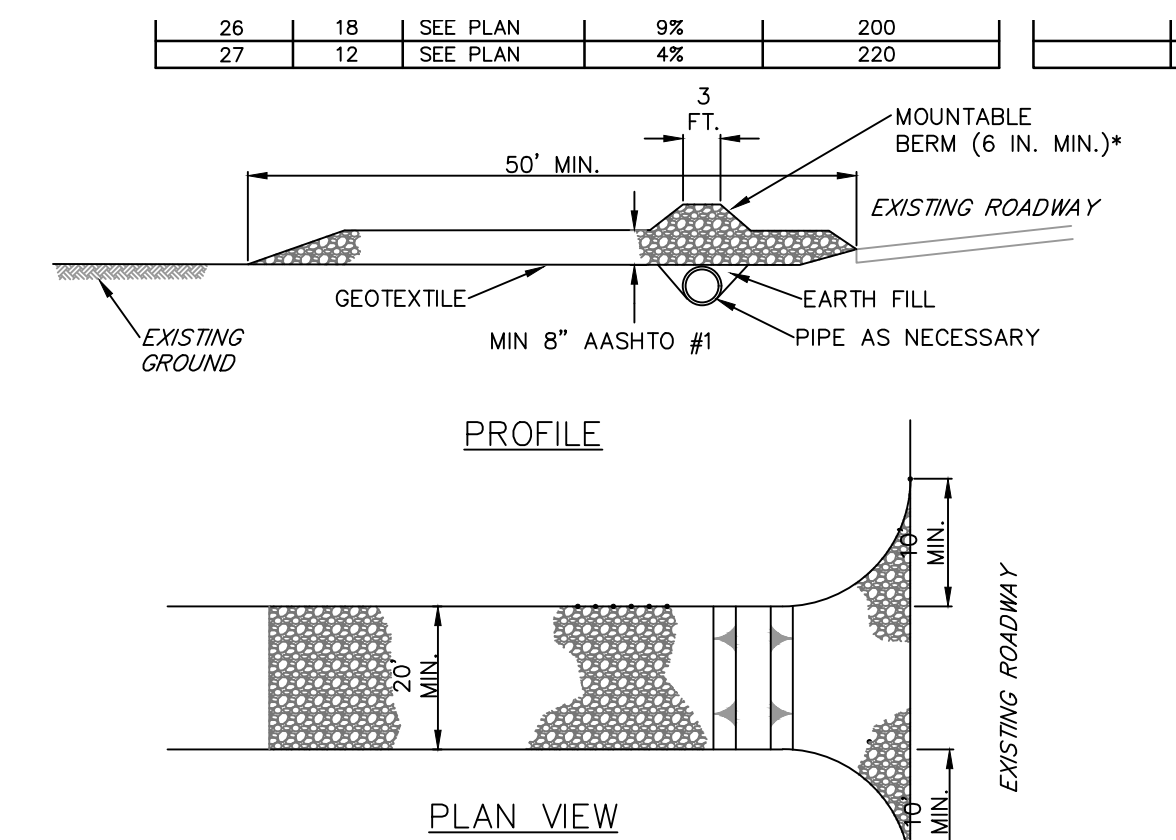 26 18 SEE PLAN 9% 200
27 12 SEE PLAN 4% 220
3
FT.
MOUNTABLE
BERM (6 IN. MIN.)*
50' MIN.
EXISTING ROADWAY
GEOTEXTILE
EARTH FILL
EXISTING
GROUND
MIN 8" AASHTO #1
PIPE AS NECESSARY
PROFILE
10'
MIN.
EXISTING ROADWAY
20'
MIN.
10'
MIN.
PLAN VIEW